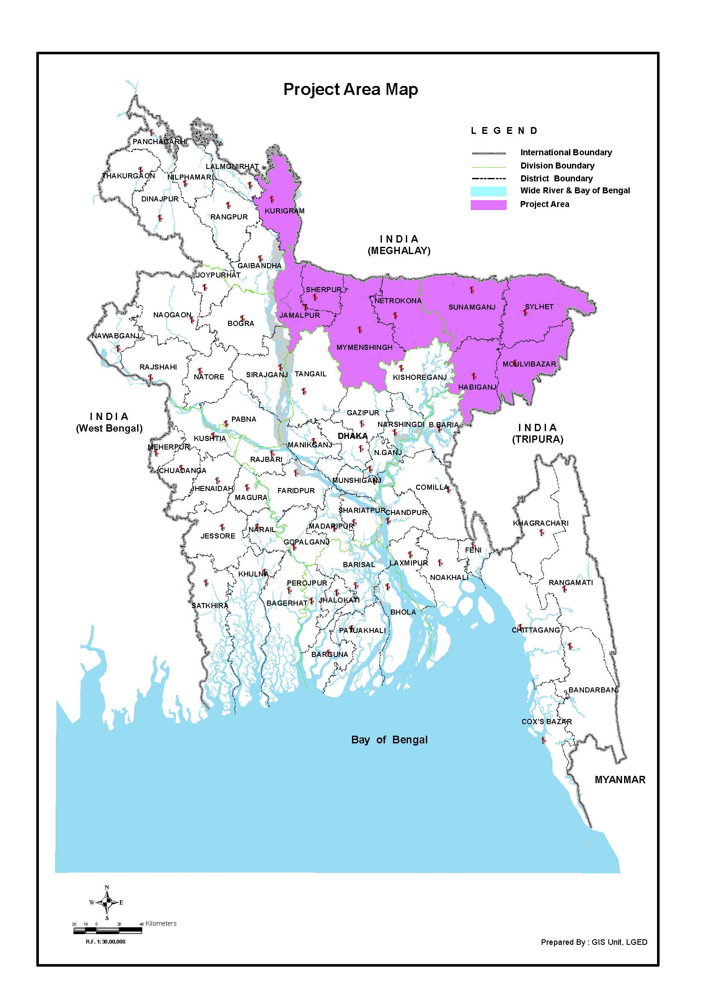 Project Area Map
L E G E N D
International Boundary
Division Boundary
District Boundary
Wide River & Bay of Bengal
Project Area
PANCHAGARH
LALMONIRHAT
THAKURGAON
NILPHAMARI
DINAJPUR
KURIGRAM
RANGPUR
INDIA
(MEGHALAY)
GAIBANDHA
JOYPURHAT
SHERPUR
NETROKONA
SUNAMGANJ
SYLHET
NAOGAON
JAMALPUR
BOGRA
NAWABGANJ
MYMENSHINGH
MOULVIBAZAR
RAJSHAHI
NATORE
SIRAJGANJ
TANGAIL
KISHOREGANJ
HABIGANJ
INDIA
(West Bengal)
GAZIPUR
PABNA
NARSHINGDI
B.BARIA
INDIA
(TRIPURA)
DHAKA
KUSHTIA
MEHERPUR
MANIKGANJ
N.GANJ
RAJBARI
CHUADANGA
MUNSHIGANJ
JHENAIDAH
MAGURA
FARIDPUR
COMILLA
SHARIATPUR
CHANDPUR
KHAGRACHARI
MADARIPUR
NARAIL
JESSORE
GOPALGANJ
FENI
BARISAL
LAXMIPUR
KHULNA
NOAKHALI
PEROJPUR
RANGAMATI
JHALOKATI
BAGERHAT
SATKHIRA
BHOLA
PATUAKHALI
CHITTAGANG
BARGUNA
BANDARBAN
COX'S BAZAR
Bay of Bengal
MYANMAR
N
W E
S
20 10 0 20 40 Kilometers
R.F. 1:30,00,000
Prepared By : GIS Unit, LGED